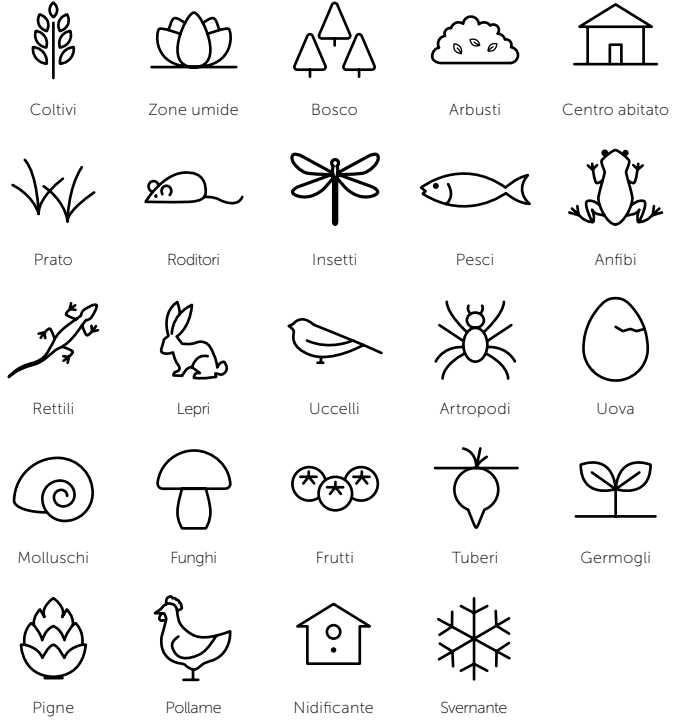 Coltivi
Zone umide
Bosco
Arbusti
Centro abitato
Prato
Roditori
Insetti
Pesci
Anfibi
Rettili
Lepri
Uccelli
Artropodi
Uova
Molluschi
Funghi
Frutti
Tuberi
Germogli
Pigne
Pollame
Nidificante
Svernante